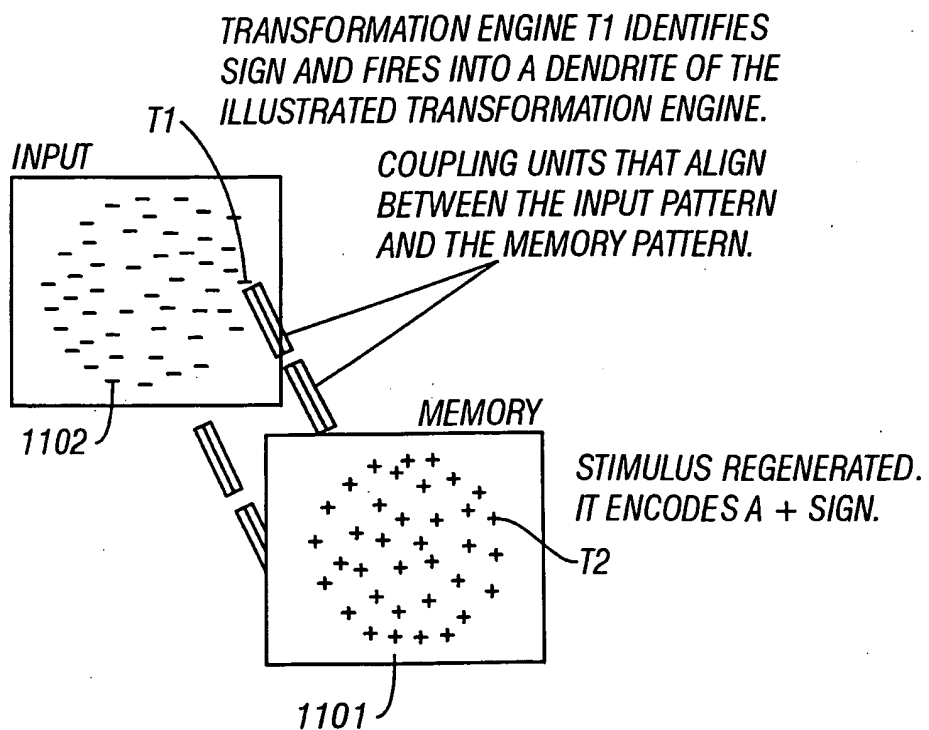 TRANSFORMATION ENGINE T1 IDENTIFIES
SIGN AND FIRES INTO A DENDRITE OF THE
ILLUSTRATED TRANSFORMATION ENGINE.
T1
INPUT
COUPLING UNITS THAT ALIGN
BETWEEN THE INPUT PATTERN
AND THE MEMORY PATTERN.
1102
MEMORY
STIMULUS REGENERATED.
IT ENCODES A + SIGN.
T2
1101